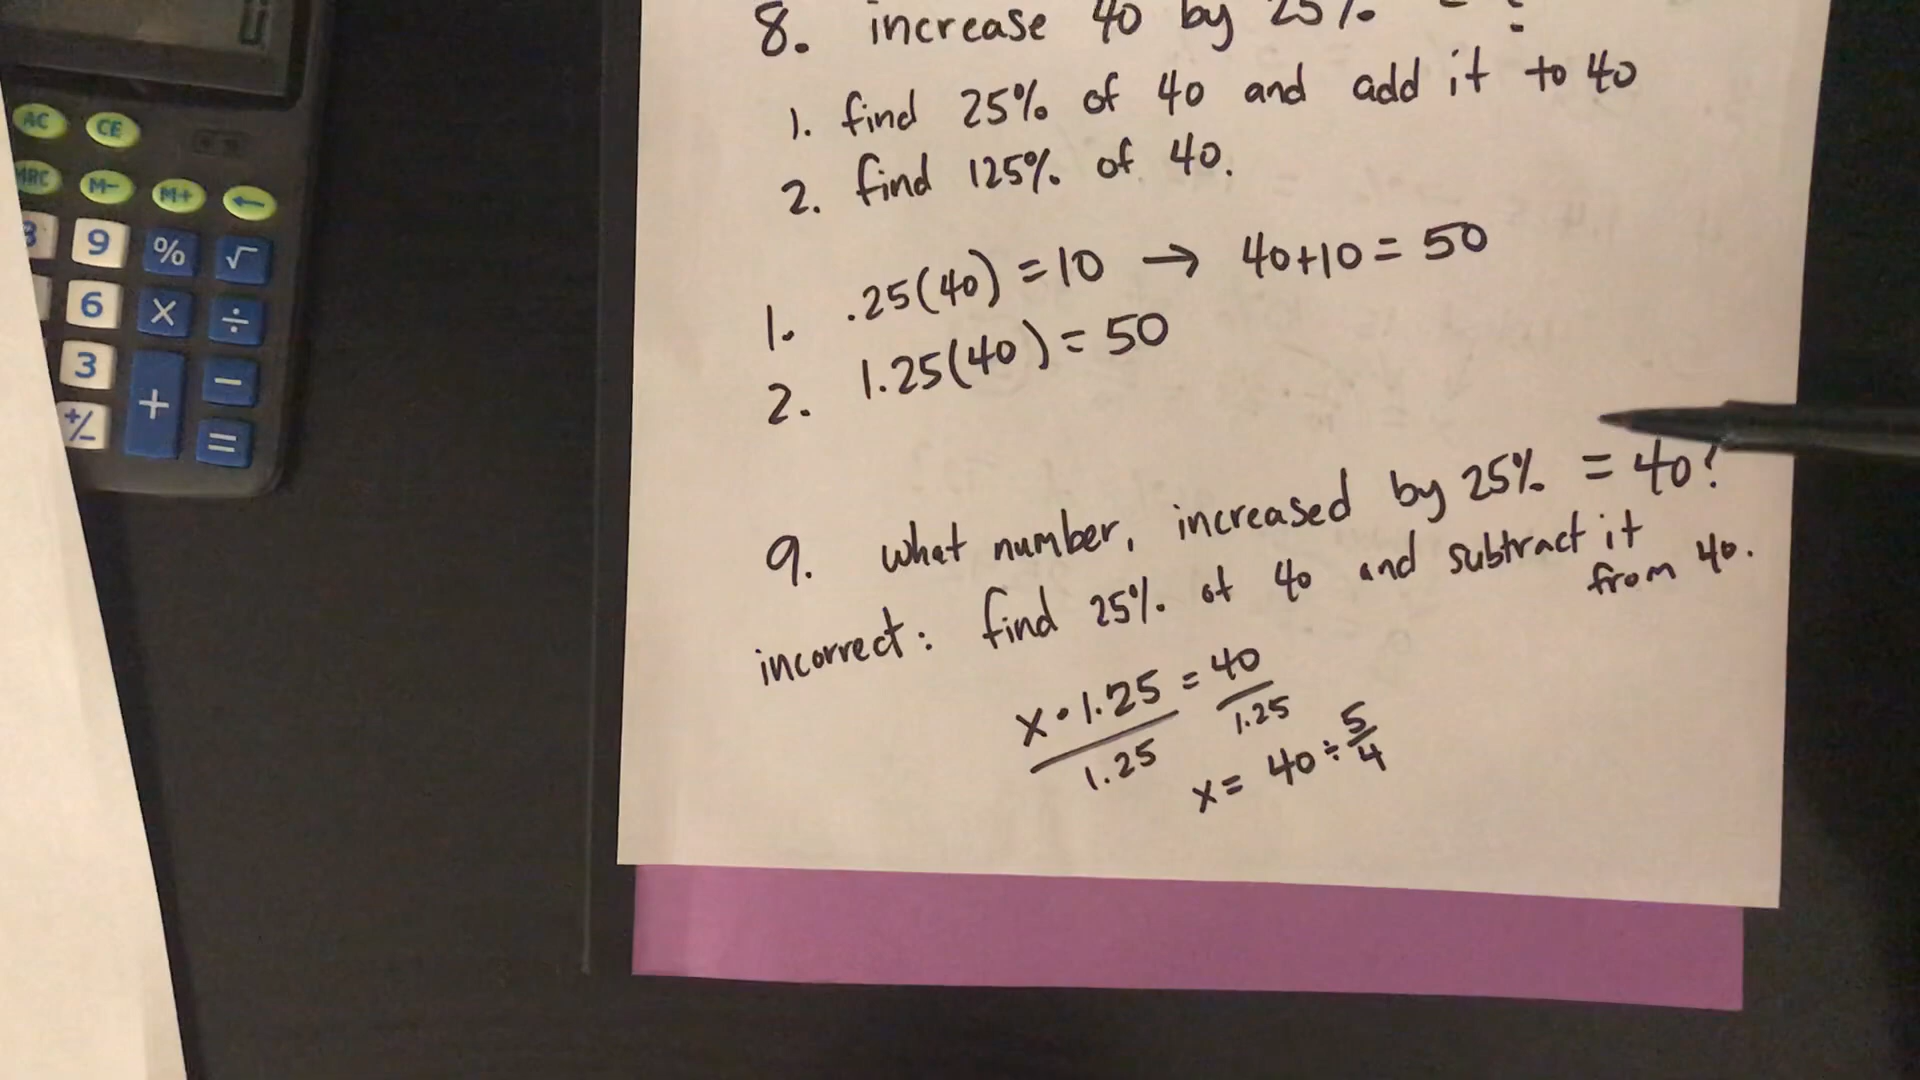 8. increase 40 by 25% = ?
1. find 25% of 40 and add it to 40
2. find 125% of 40.
1. .25(40) = 10 → 40+10 = 50
2. 1.25(40) = 50
9. what number, increased by 25% = 40?
incorrect: find 25% of 40 and subtract it
from 40.
x • 1.25 = 40
1.25 1.25
x = 40 ÷ 5/4
AC CE
MRC M- M+ ←
9 % √
6 × ÷
3 + −
+/- =